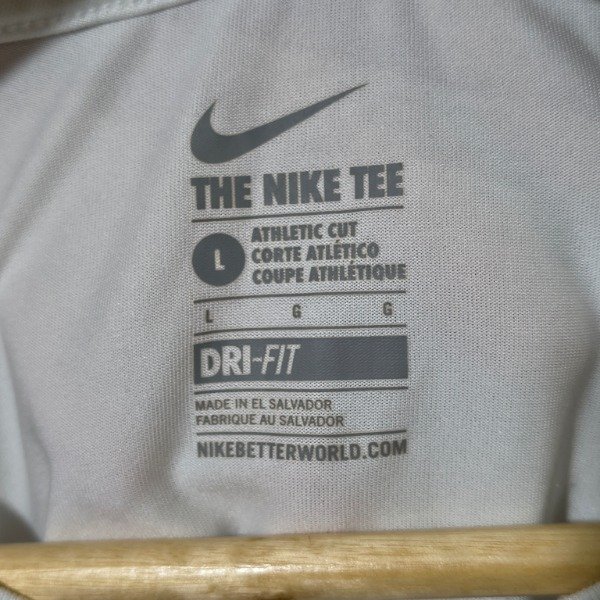 THE NIKE TEE
L
ATHLETIC CUT
CORTE ATLÉTICO
COUPE ATHLÉTIQUE
L G G
DRI-FIT
MADE IN EL SALVADOR
FABRIQUE AU SALVADOR
NIKEBETTERWORLD.COM